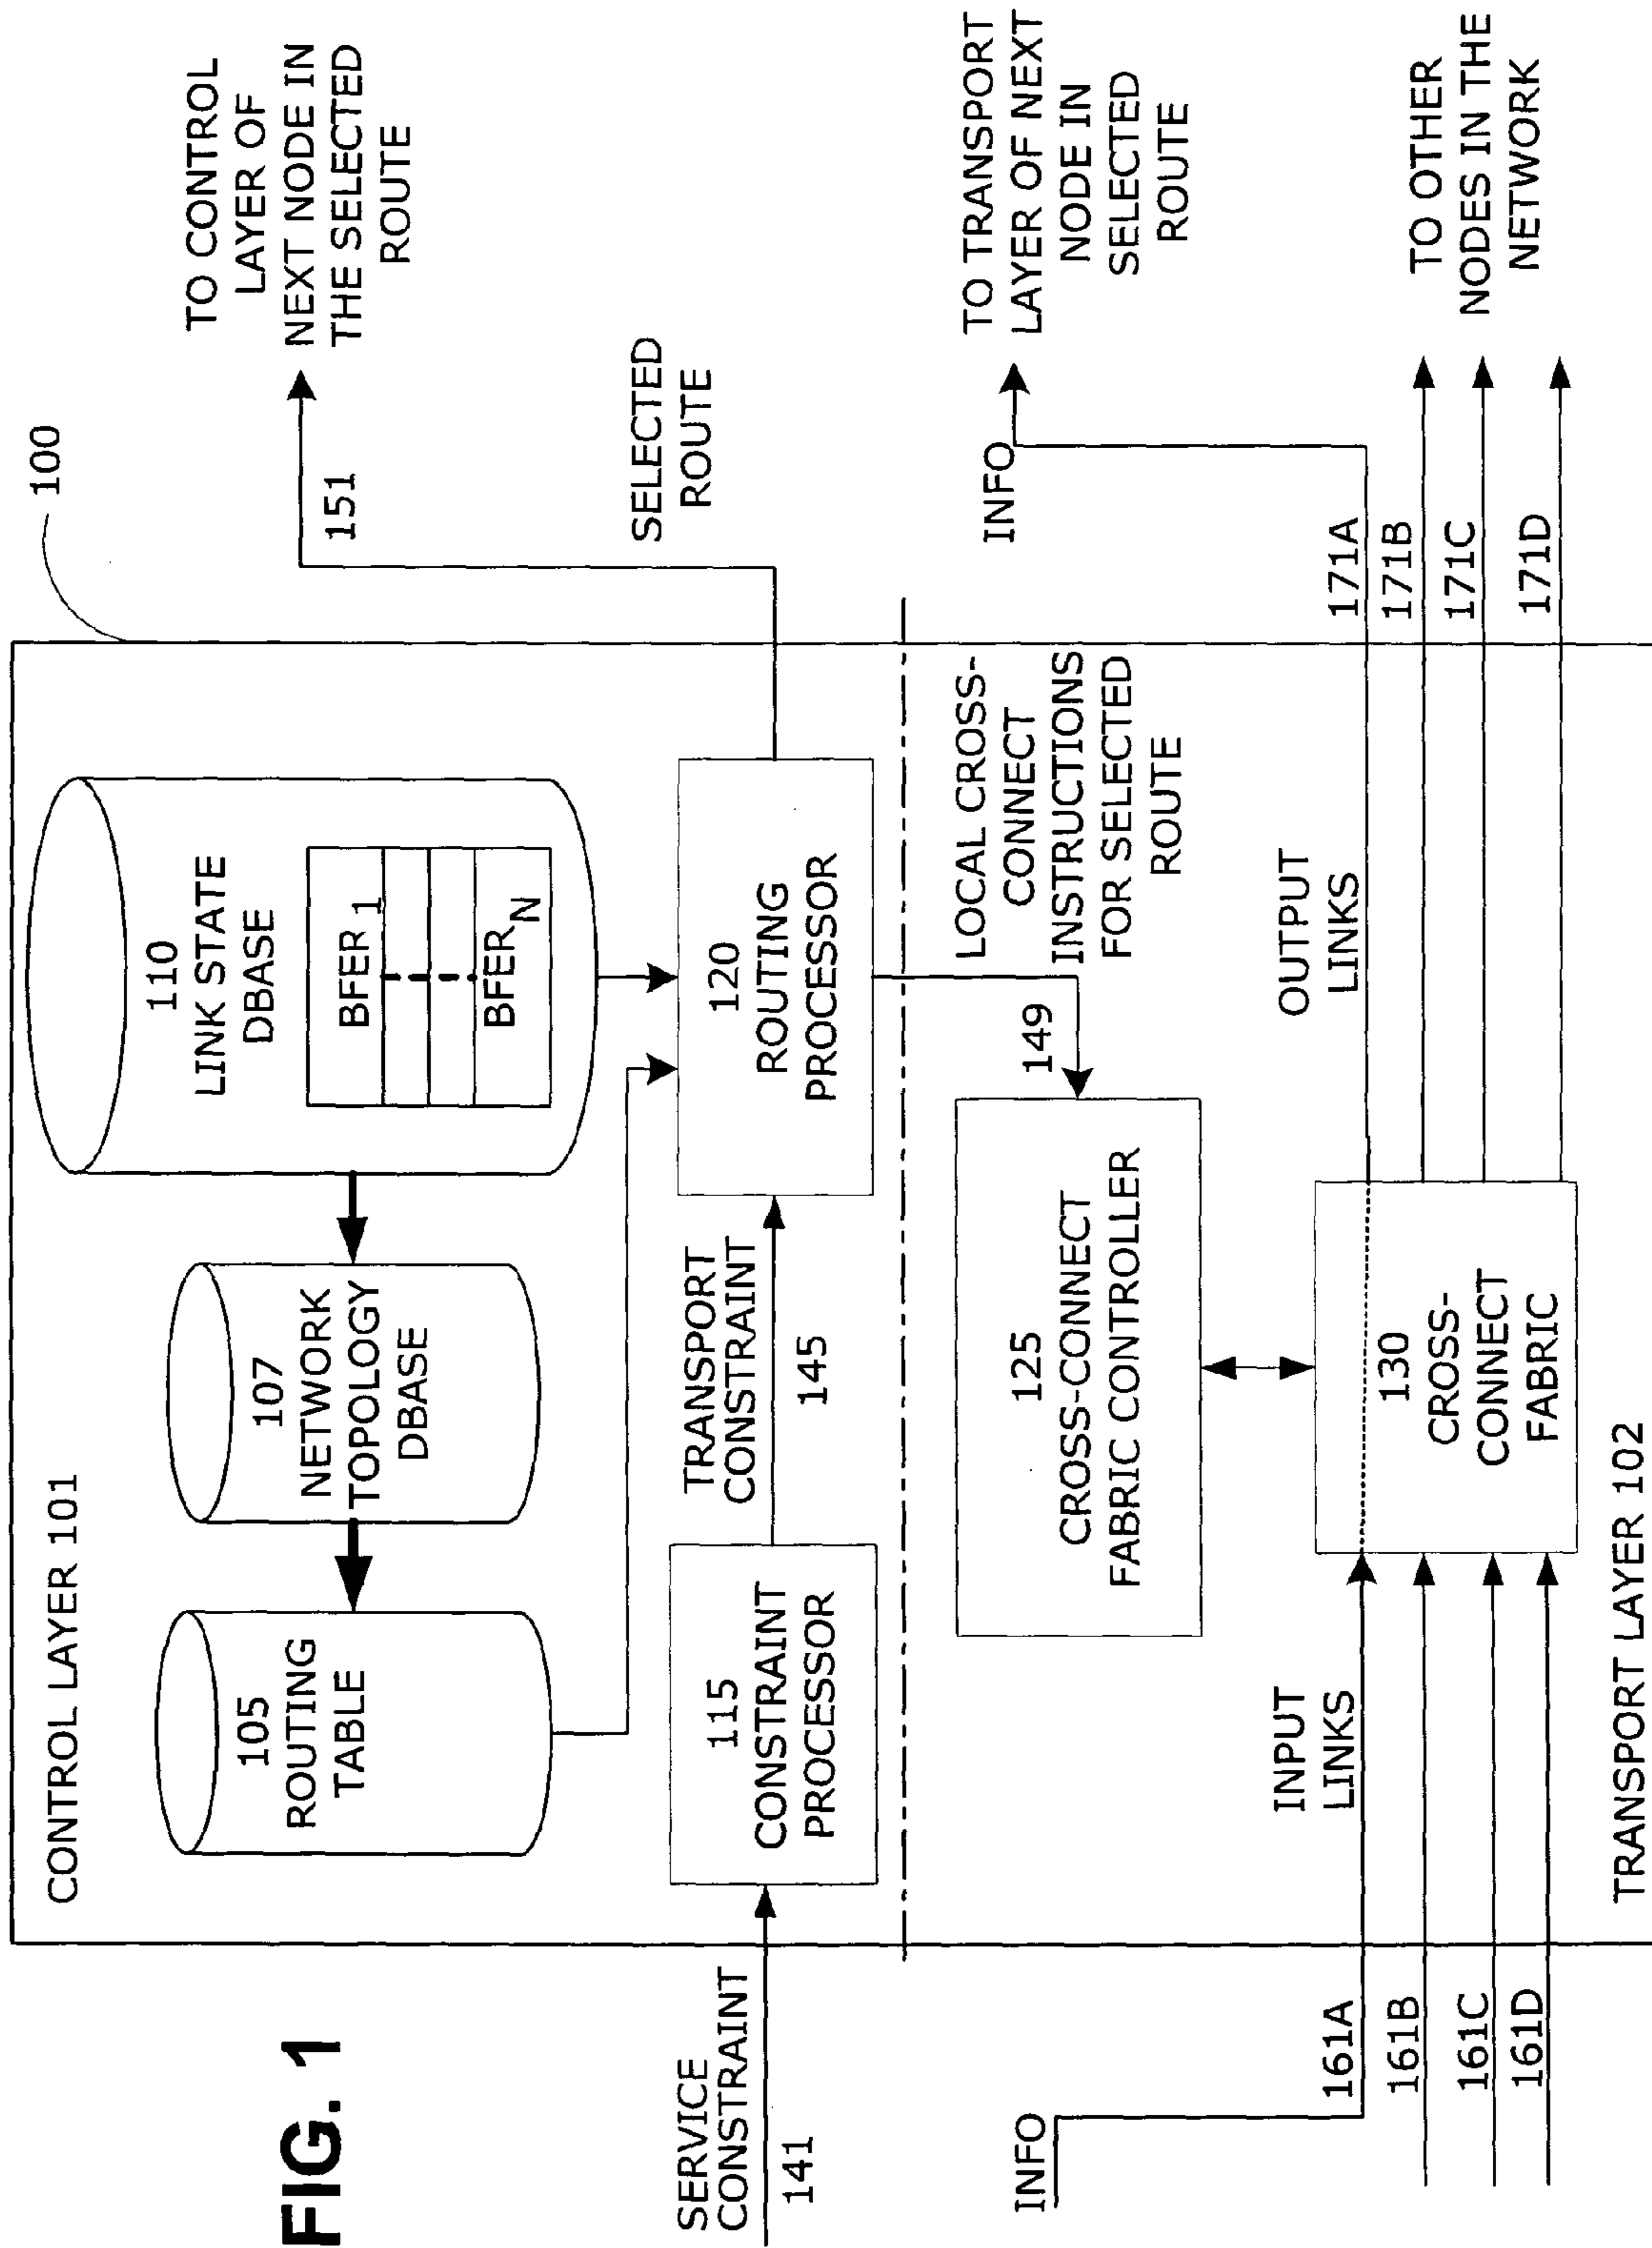 FIG. 1
100
CONTROL LAYER 101
105
ROUTING
TABLE
107
NETWORK
TOPOLOGY
DBASE
110
LINK STATE
DBASE
BFER 1
BFER N
TO CONTROL
LAYER OF
NEXT NODE IN
THE SELECTED
ROUTE
151
SELECTED
ROUTE
SERVICE
CONSTRAINT
141
115
CONSTRAINT
PROCESSOR
TRANSPORT
CONSTRAINT
145
120
ROUTING
PROCESSOR
LOCAL CROSS-
CONNECT
INSTRUCTIONS
FOR SELECTED
ROUTE
149
125
CROSS-CONNECT
FABRIC CONTROLLER
INFO
TO TRANSPORT
LAYER OF NEXT
NODE IN
SELECTED
ROUTE
INFO
161A
161B
161C
161D
INPUT
LINKS
130
CROSS-
CONNECT
FABRIC
OUTPUT
LINKS
171A
171B
171C
171D
TO OTHER
NODES IN THE
NETWORK
TRANSPORT LAYER 102